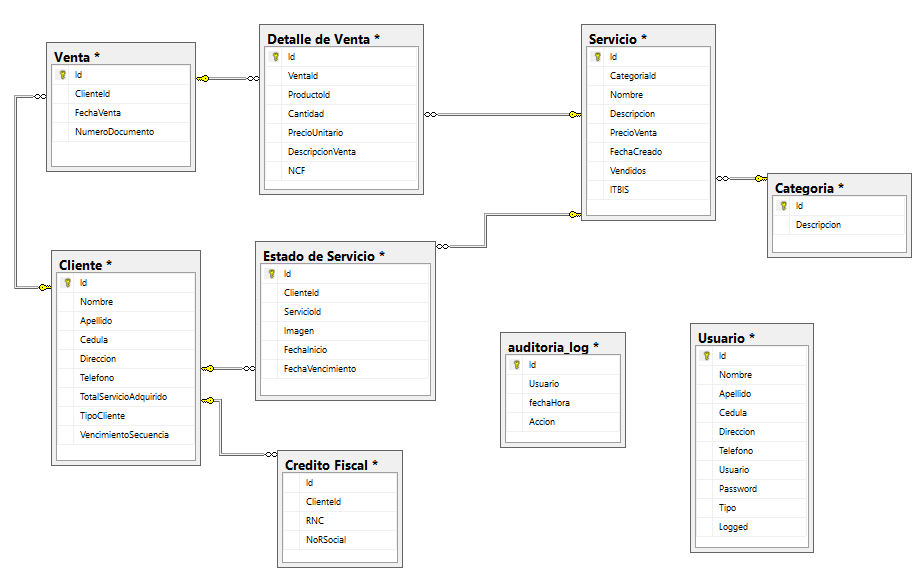 Venta *
Id
ClienteId
FechaVenta
NumeroDocumento
Detalle de Venta *
Id
VentaId
ProductoId
Cantidad
PrecioUnitario
DescripcionVenta
NCF
Servicio *
Id
CategoriaId
Nombre
Descripcion
PrecioVenta
FechaCreado
Vendidos
ITBIS
Categoria *
Id
Descripcion
Cliente *
Id
Nombre
Apellido
Cedula
Direccion
Telefono
TotalServicioAdquirido
TipoCliente
VencimientoSecuencia
Estado de Servicio *
Id
ClienteId
ServicioId
Imagen
FechaInicio
FechaVencimiento
auditoria_log *
Id
Usuario
fechaHora
Accion
Usuario *
Id
Nombre
Apellido
Cedula
Direccion
Telefono
Usuario
Password
Tipo
Logged
Credito Fiscal *
Id
ClienteId
RNC
NoRSocial